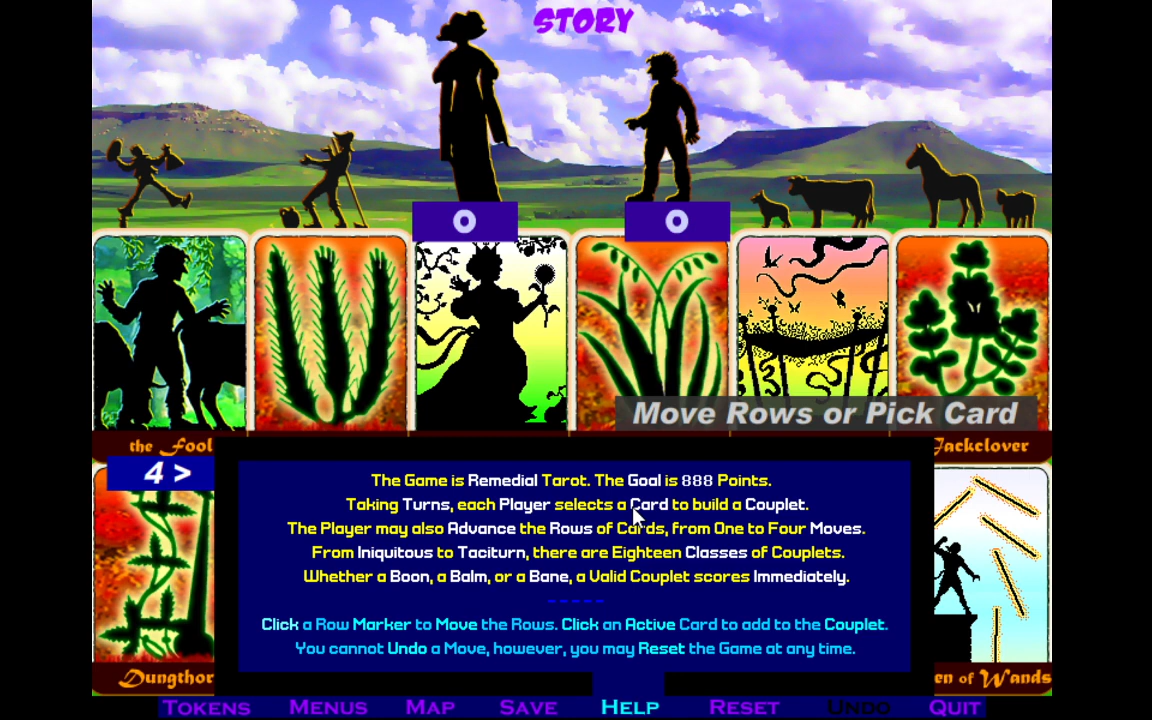 STORY
0 0
Move Rows or Pick Card
the Fool
Jackclover
4 >
The Game is Remedial Tarot. The Goal is 888 Points.
Taking Turns, each Player selects a Card to build a Couplet.
The Player may also Advance the Rows of Cards, from One to Four Moves.
From Iniquitous to Taciturn, there are Eighteen Classes of Couplets.
Whether a Boon, a Balm, or a Bane, a Valid Couplet scores Immediately.
- - - - -
Click a Row Marker to Move the Rows. Click an Active Card to add to the Couplet.
You cannot Undo a Move, however, you may Reset the Game at any time.
Dungthor
en of Wands
TOKENS MENUS MAP SAVE HELP RESET UNDO QUIT